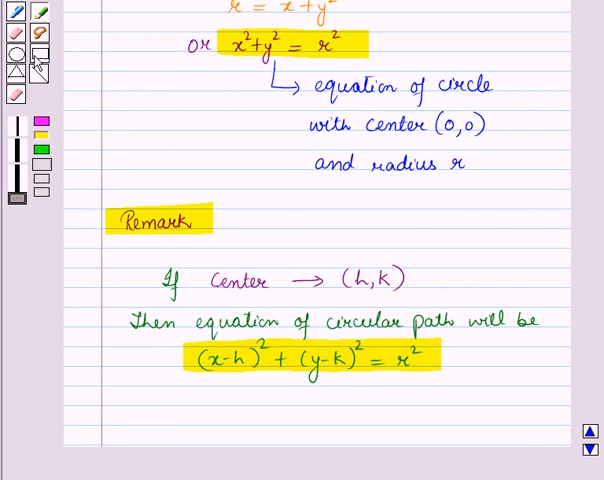 r = x + y²
or x² + y² = r²
equation of circle
with center (0,0)
and radius r
Remark
If Center → (h,k)
Then equation of circular path will be
(x-h)² + (y-k)² = r²